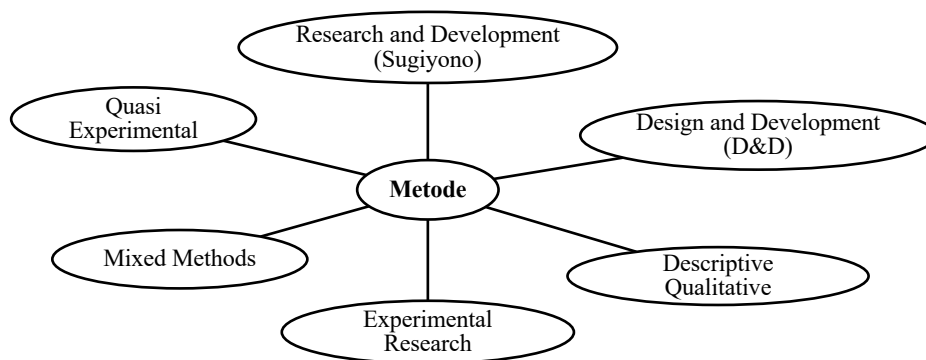 Research and Development
(Sugiyono)
Quasi
Experimental
Design and Development
(D&D)
Metode
Mixed Methods
Descriptive
Qualitative
Experimental
Research